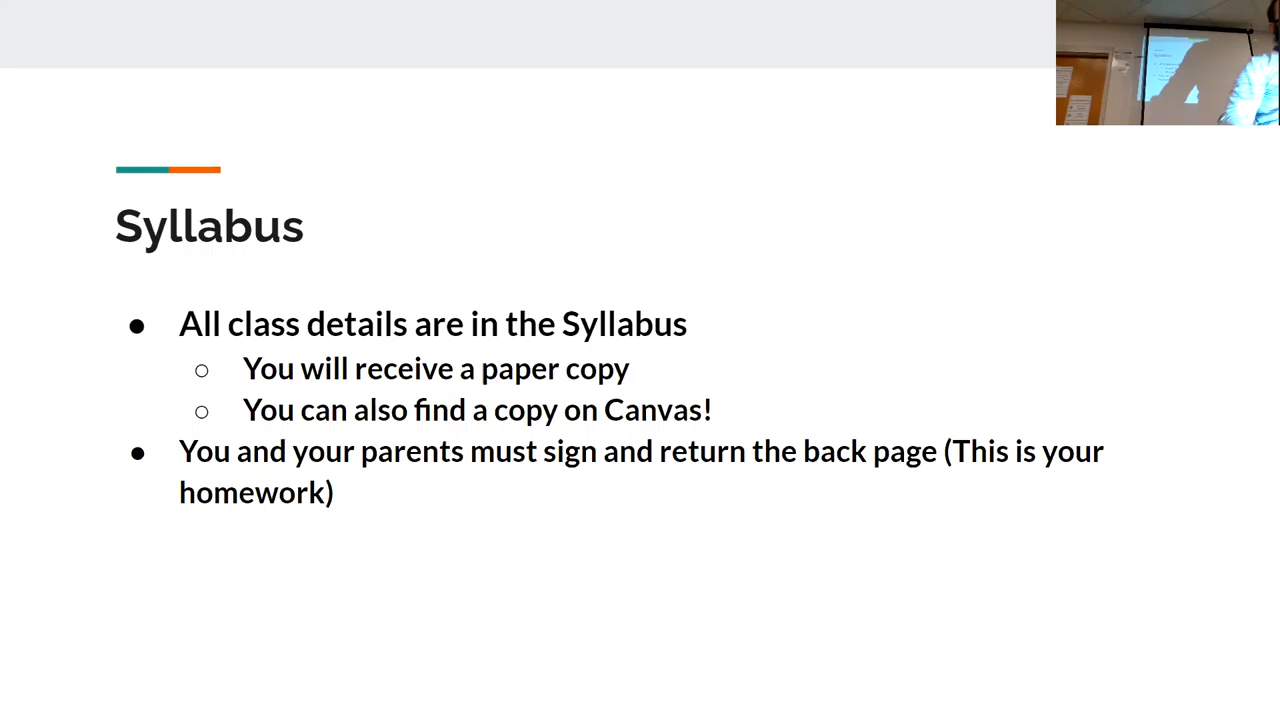 Syllabus
● All class details are in the Syllabus
○ You will receive a paper copy
○ You can also find a copy on Canvas!
● You and your parents must sign and return the back page (This is your
homework)